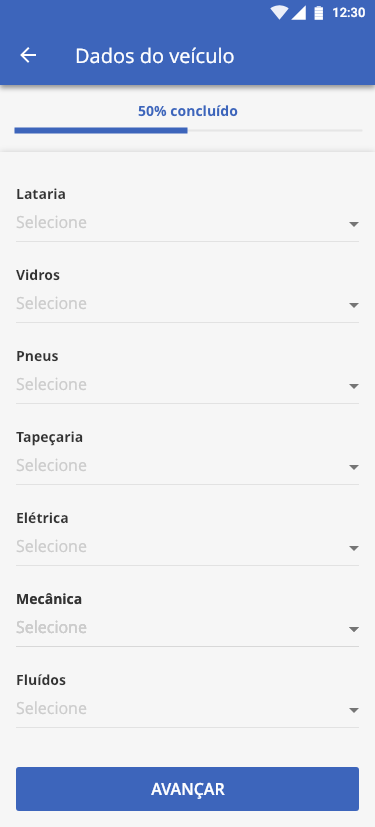 12:30
Dados do veículo
50% concluído
Lataria
Selecione
Vidros
Selecione
Pneus
Selecione
Tapeçaria
Selecione
Elétrica
Selecione
Mecânica
Selecione
Fluídos
Selecione
AVANÇAR